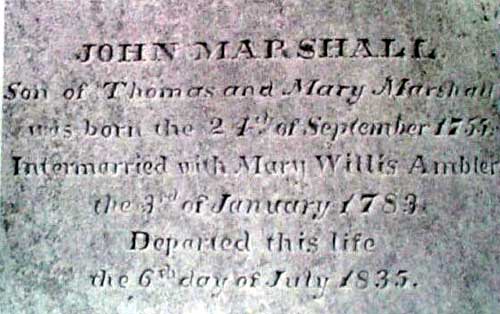 JOHN MARSHALL
Son of Thomas and Mary Marshall
was born the 24th of September 1755.
Intermarried with Mary Willis Ambler
the 3rd of January 1783.
Departed this life
the 6th day of July 1835.